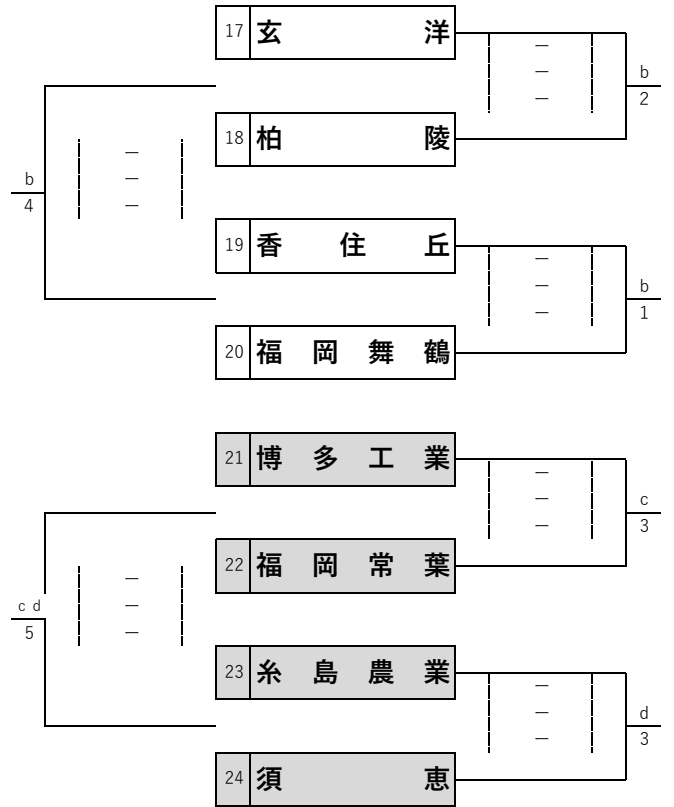 17 玄洋
—
—
—
b
2
18 柏陵
—
—
—
b
4
19 香住丘
—
—
—
b
1
20 福岡舞鶴
21 博多工業
—
—
—
c
3
22 福岡常葉
—
—
—
c d
5
23 糸島農業
—
—
—
d
3
24 須恵